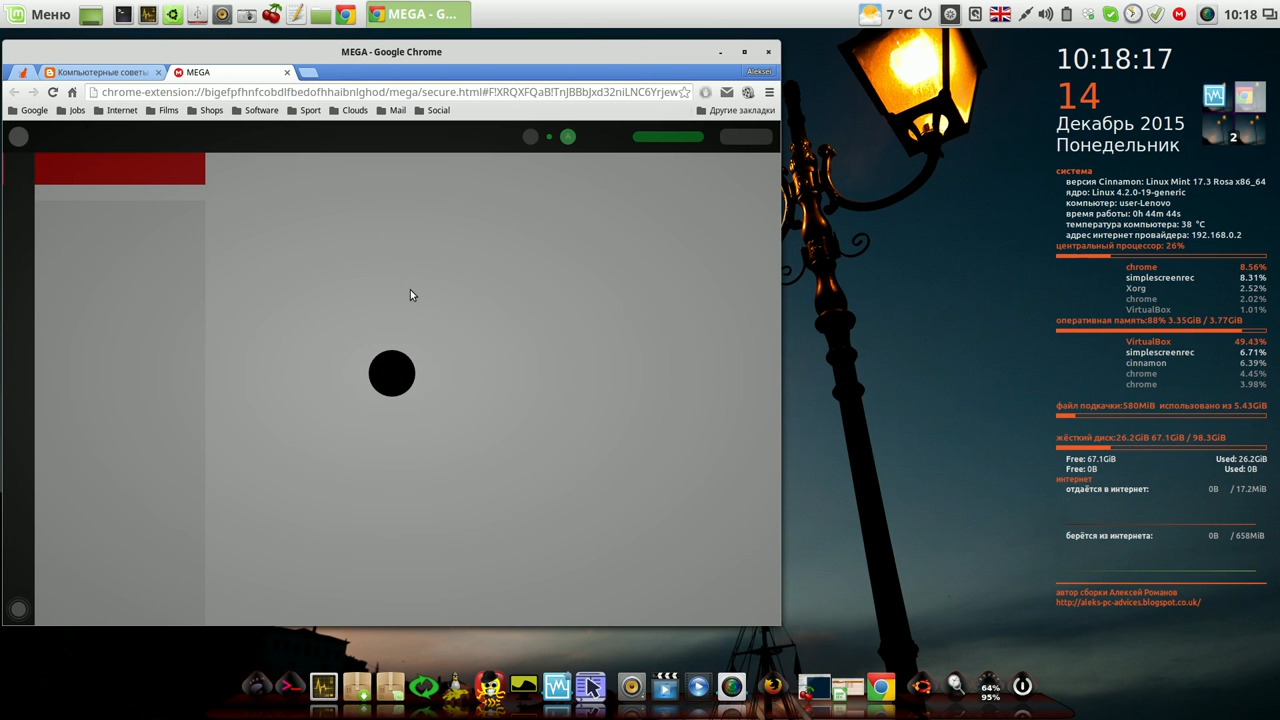 Меню
MEGA - G...
7 °C
10:18
MEGA - Google Chrome
Компьютерные советы
MEGA
Aleksei
chrome-extension://bigefpfhnfcobdlfbedofhhaibnlghod/mega/secure.html#F!XRQXFQaB!TnJBBbJxd32niLNC6Yrjew
Google
Jobs
Internet
Films
Shops
Software
Sport
Clouds
Mail
Social
Другие закладки
10:18:17
14
Декабрь 2015
Понедельник
2
система
версия Cinnamon: Linux Mint 17.3 Rosa x86_64
ядро: Linux 4.2.0-19-generic
компьютер: user-Lenovo
время работы: 0h 44m 44s
температура компьютера: 38 °C
адрес интернет провайдера: 192.168.0.2
центральный процессор: 26%
chrome 8.56%
simplescreenrec 8.31%
Xorg 2.52%
chrome 2.02%
VirtualBox 1.01%
оперативная память:88% 3.35GiB / 3.77GiB
VirtualBox 49.43%
simplescreenrec 6.71%
cinnamon 6.39%
chrome 4.45%
chrome 3.98%
файл подкачки:580MiB использовано из 5.43GiB
жёсткий диск:26.2GiB 67.1GiB / 98.3GiB
Free: 67.1GiB Used: 26.2GiB
Free: 0B Used: 0B
интернет
отдаётся в интернет: 0B / 17.2MiB
берётся из интернета: 0B / 658MiB
автор сборки Алексей Романов
http://aleks-pc-advices.blogspot.co.uk/
64%
95%